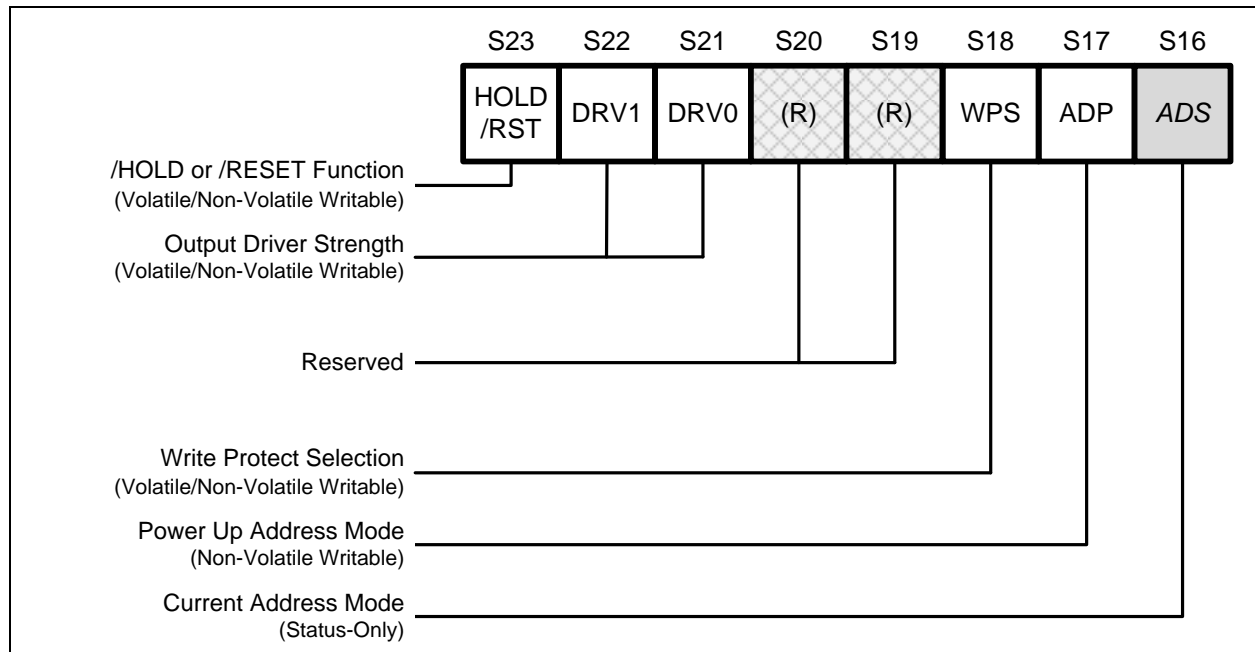 S23 S22 S21 S20 S19 S18 S17 S16
HOLD
/RST DRV1 DRV0 (R) (R) WPS ADP ADS
/HOLD or /RESET Function
(Volatile/Non-Volatile Writable)
Output Driver Strength
(Volatile/Non-Volatile Writable)
Reserved
Write Protect Selection
(Volatile/Non-Volatile Writable)
Power Up Address Mode
(Non-Volatile Writable)
Current Address Mode
(Status-Only)